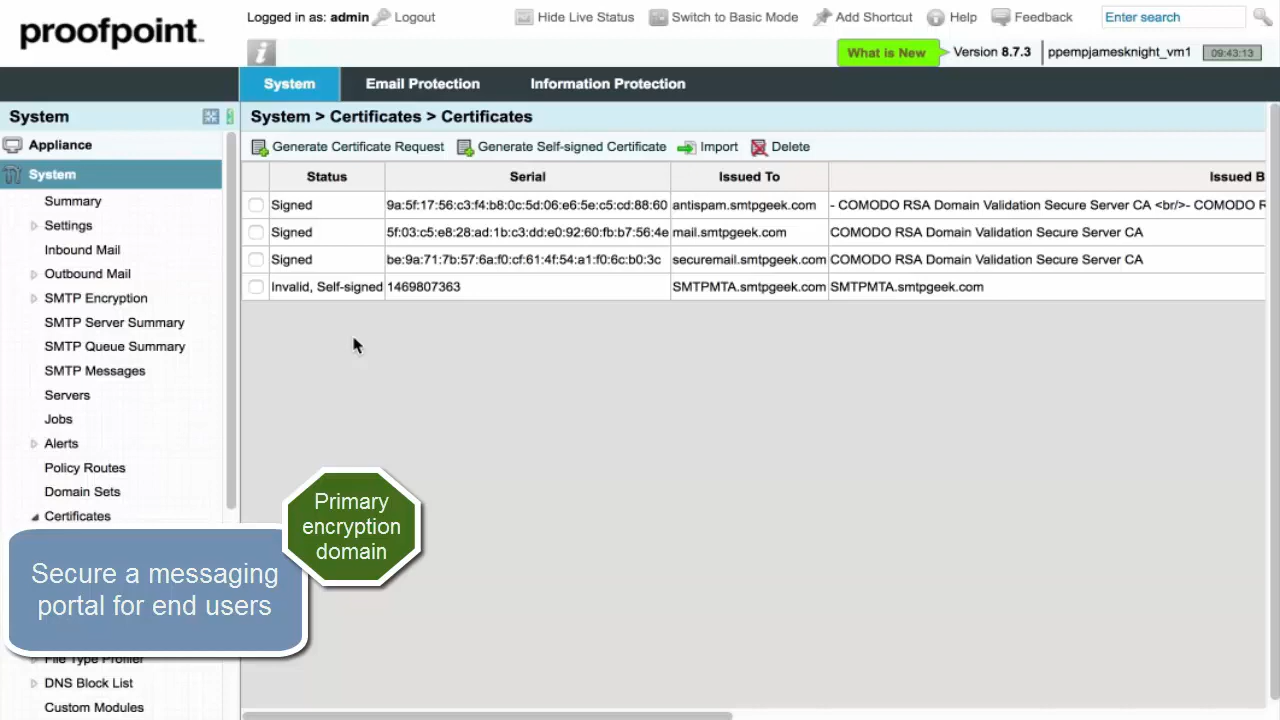 proofpoint
Logged in as: admin Logout Hide Live Status Switch to Basic Mode Add Shortcut Help Feedback Enter search
What is New Version 8.7.3 ppempjamesknight_vm1 09:43:13
System Email Protection Information Protection
System
Appliance
System
Summary
Settings
Inbound Mail
Outbound Mail
SMTP Encryption
SMTP Server Summary
SMTP Queue Summary
SMTP Messages
Servers
Jobs
Alerts
Policy Routes
Domain Sets
Certificates
File Type Profiler
DNS Block List
Custom Modules
System > Certificates > Certificates
Generate Certificate Request Generate Self-signed Certificate Import Delete
Status Serial Issued To Issued B
Signed 9a:5f:17:56:c3:f4:b8:0c:5d:06:e6:5e:c5:cd:88:60 antispam.smtpgeek.com - COMODO RSA Domain Validation Secure Server CA <br/>- COMODO R
Signed 5f:03:c5:e8:28:ad:1b:c3:dd:e0:92:60:fb:b7:56:4e mail.smtpgeek.com COMODO RSA Domain Validation Secure Server CA
Signed be:9a:71:7b:57:6a:f0:cf:61:4f:54:a1:f0:6c:b0:3c securemail.smtpgeek.com COMODO RSA Domain Validation Secure Server CA
Invalid, Self-signed 1469807363 SMTPMTA.smtpgeek.com SMTPMTA.smtpgeek.com
Primary
encryption
domain
Secure a messaging
portal for end users